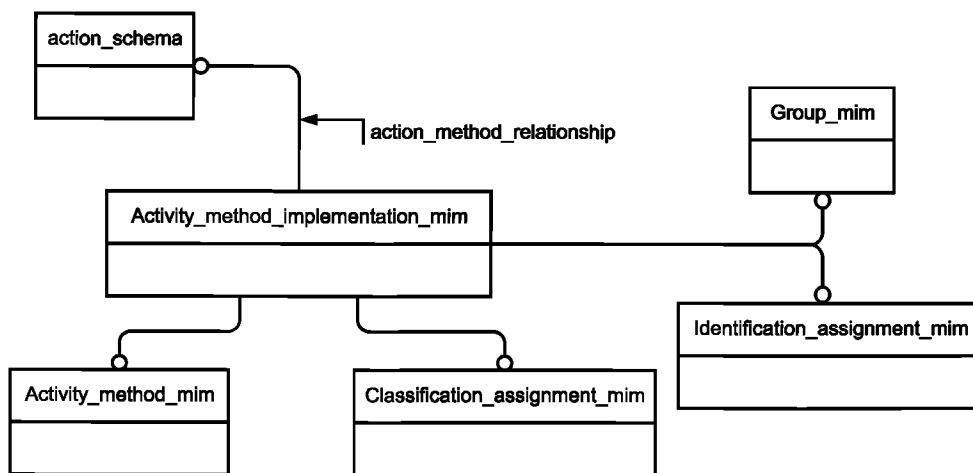 action_schema
Group_mim
action_method_relationship
Activity_method_implementation_mim
Identification_assignment_mim
Activity_method_mim
Classification_assignment_mim